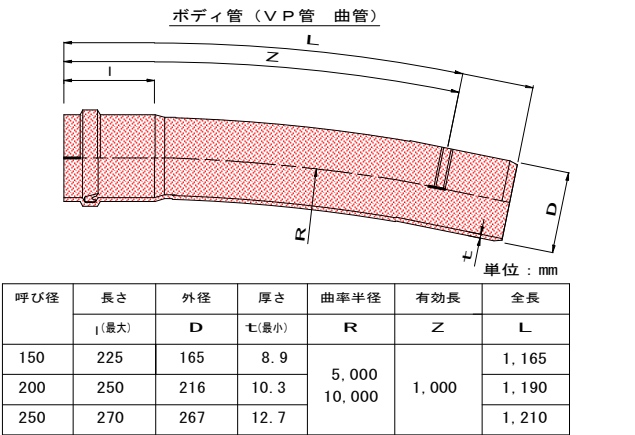 ボディ管（ＶＰ管　曲管）
L
Z
l
R
D
t
単位：mm
呼び径 長さ 外径 厚さ 曲率半径 有効長 全長
l(最大) D t(最小) R Z L
150 225 165 8.9 5,000 10,000 1,000 1,165
200 250 216 10.3 1,190
250 270 267 12.7 1,210